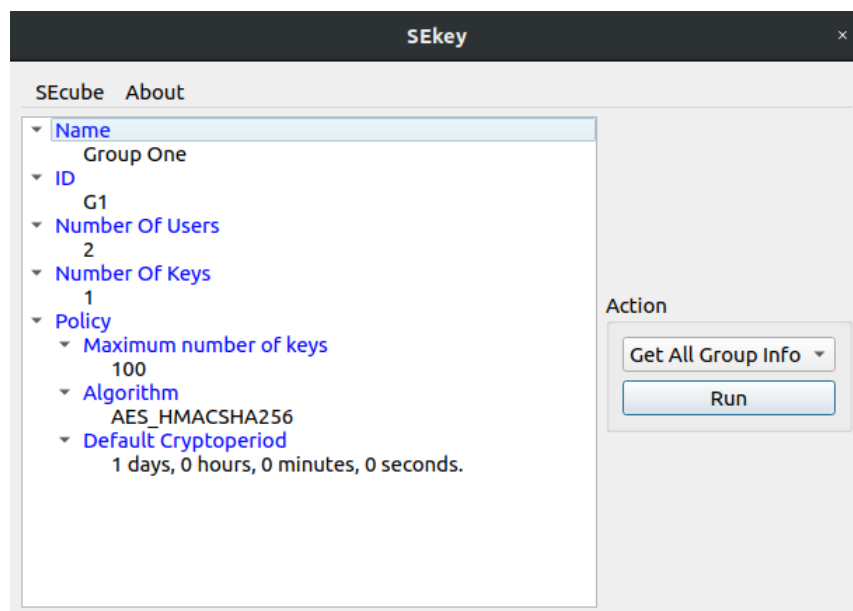 SEkey
SEcube About
Name
Group One
ID
G1
Number Of Users
2
Number Of Keys
1
Policy
Maximum number of keys
100
Algorithm
AES_HMACSHA256
Default Cryptoperiod
1 days, 0 hours, 0 minutes, 0 seconds.
Action
Get All Group Info
Run